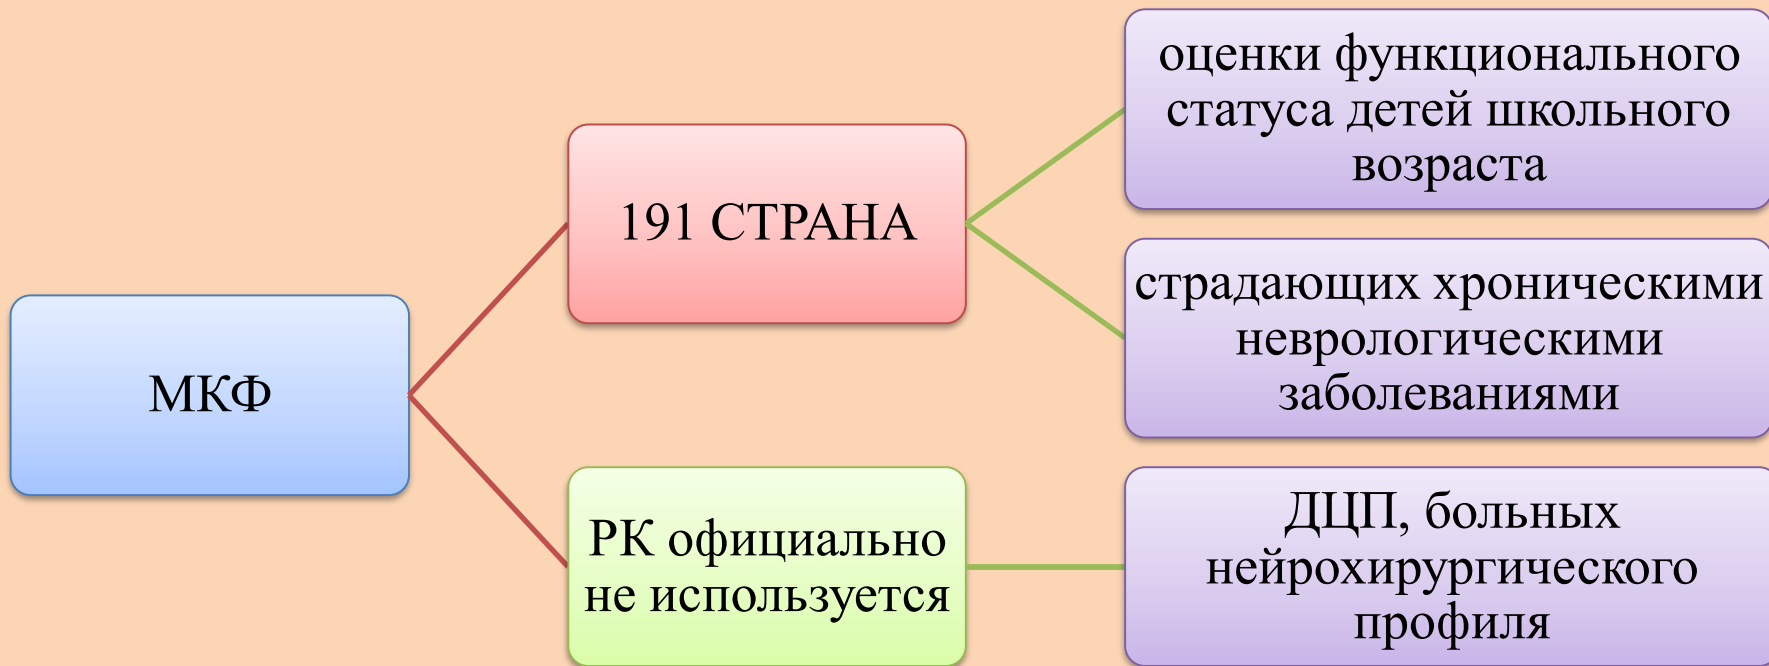 МКФ
191 СТРАНА
оценки функционального
статуса детей школьного
возраста
страдающих хроническими
неврологическими
заболеваниями
РК официально
не используется
ДЦП, больных
нейрохирургического
профиля